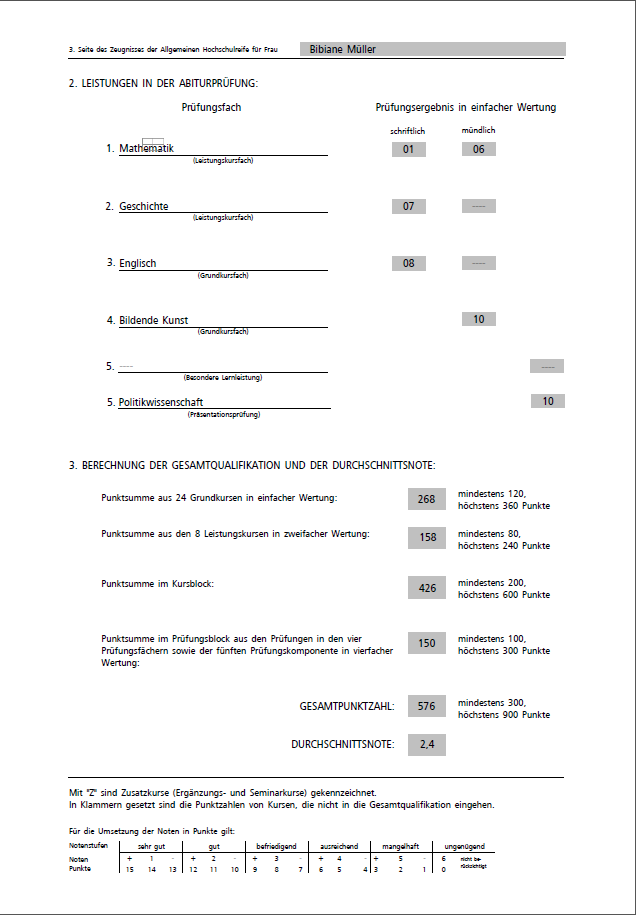 3. Seite des Zeugnisses der Allgemeinen Hochschulreife für Frau Bibiane Müller
2. LEISTUNGEN IN DER ABITURPRÜFUNG:
Prüfungsfach Prüfungsergebnis in einfacher Wertung
schriftlich mündlich
1. Mathematik 01 06
(Leistungskursfach)
2. Geschichte 07 ----
(Leistungskursfach)
3. Englisch 08 ----
(Grundkursfach)
4. Bildende Kunst 10
(Grundkursfach)
5. ---- ----
(Besondere Lernleistung)
5. Politikwissenschaft 10
(Präsentationsprüfung)
3. BERECHNUNG DER GESAMTQUALIFIKATION UND DER DURCHSCHNITTSNOTE:
Punktsumme aus 24 Grundkursen in einfacher Wertung: 268 mindestens 120,
höchstens 360 Punkte
Punktsumme aus den 8 Leistungskursen in zweifacher Wertung: 158 mindestens 80,
höchstens 240 Punkte
Punktsumme im Kursblock: 426 mindestens 200,
höchstens 600 Punkte
Punktsumme im Prüfungsblock aus den Prüfungen in den vier 150 mindestens 100,
Prüfungsfächern sowie der fünften Prüfungskomponente in vierfacher höchstens 300 Punkte
Wertung:
GESAMTPUNKTZAHL: 576 mindestens 300,
höchstens 900 Punkte
DURCHSCHNITTSNOTE: 2,4
Mit "Z" sind Zusatzkurse (Ergänzungs- und Seminarkurse) gekennzeichnet.
In Klammern gesetzt sind die Punktzahlen von Kursen, die nicht in die Gesamtqualifikation eingehen.
Für die Umsetzung der Noten in Punkte gilt:
Notenstufen sehr gut gut befriedigend ausreichend mangelhaft ungenügend
Noten + 1 - + 2 - + 3 - + 4 - + 5 - 6 nicht be-
rücksichtigt
Punkte 15 14 13 12 11 10 9 8 7 6 5 4 3 2 1 0